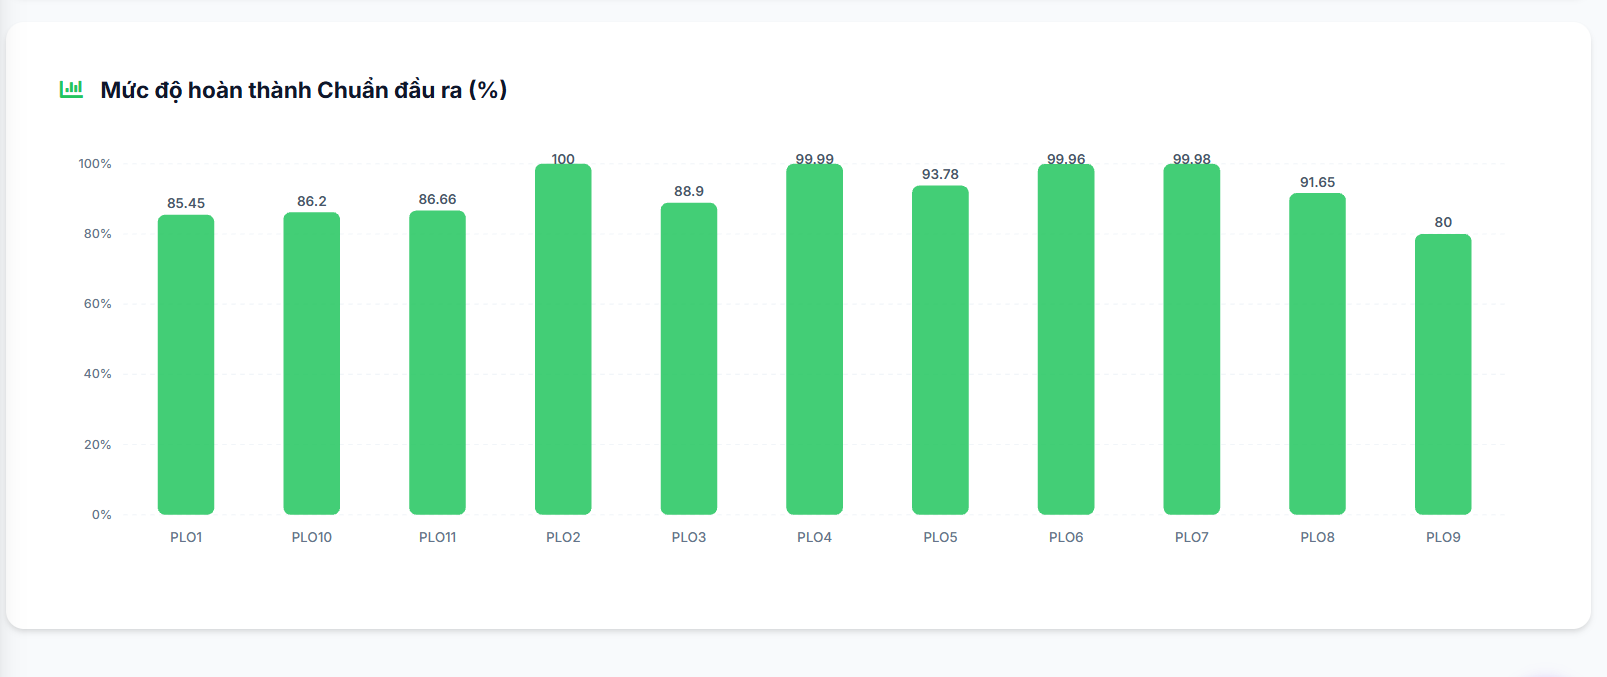 Mức độ hoàn thành Chuẩn đầu ra (%)
100%
80%
60%
40%
20%
0%
85.45
86.2
86.66
100
88.9
99.99
93.78
99.96
99.98
91.65
80
PLO1
PLO10
PLO11
PLO2
PLO3
PLO4
PLO5
PLO6
PLO7
PLO8
PLO9